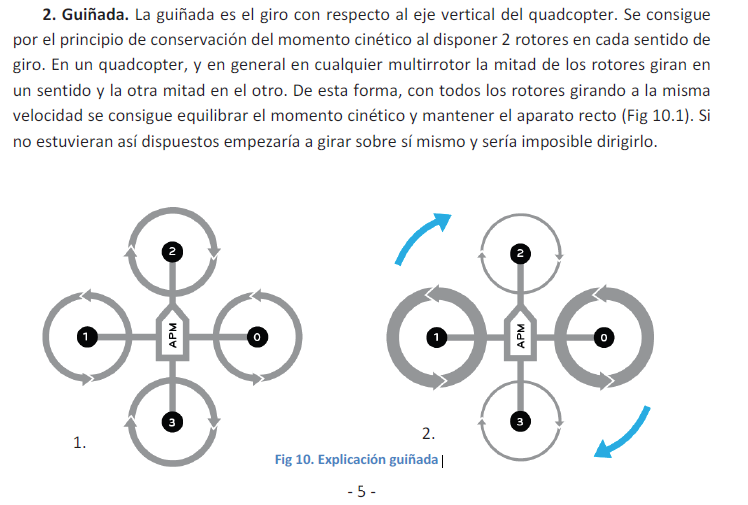 2. Guiñada. La guiñada es el giro con respecto al eje vertical del quadcopter. Se consigue
por el principio de conservación del momento cinético al disponer 2 rotores en cada sentido de
giro. En un quadcopter, y en general en cualquier multirrotor la mitad de los rotores giran en
un sentido y la otra mitad en el otro. De esta forma, con todos los rotores girando a la misma
velocidad se consigue equilibrar el momento cinético y mantener el aparato recto (Fig 10.1). Si
no estuvieran así dispuestos empezaría a girar sobre sí mismo y sería imposible dirigirlo.
2
1
APM
0
3
1.
2
1
APM
0
3
2.
Fig 10. Explicación guiñada
- 5 -